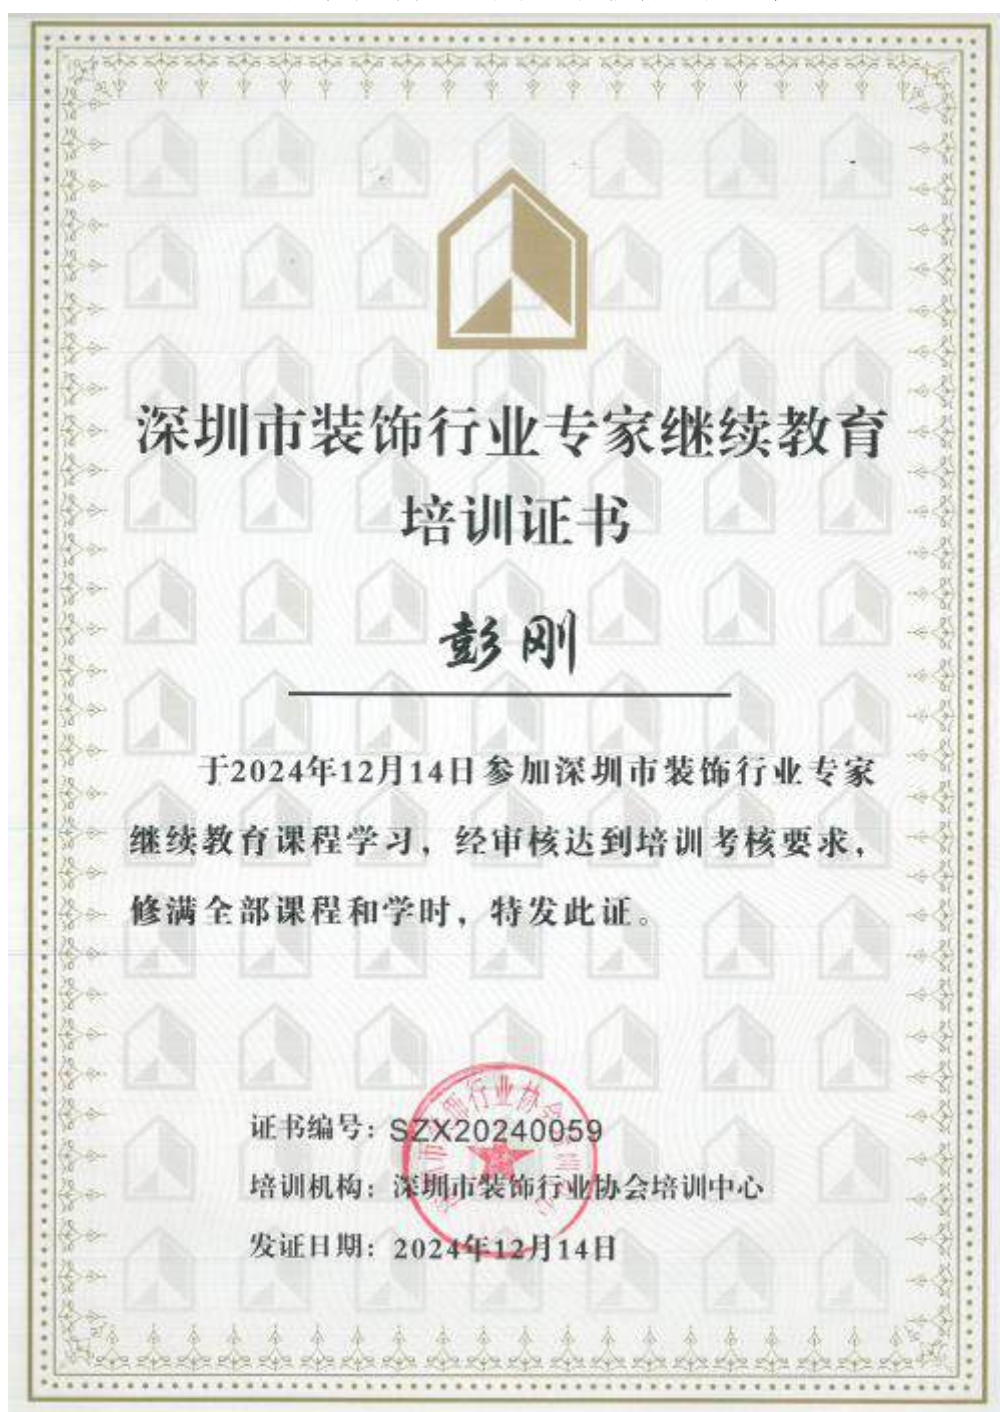 深圳市装饰行业专家继续教育
培训证书
彭刚
于2024年12月14日参加深圳市装饰行业专家
继续教育课程学习，经审核达到培训考核要求，
修满全部课程和学时，特发此证。
证书编号：SZX20240059
培训机构：深圳市装饰行业协会培训中心
发证日期：2024年12月14日